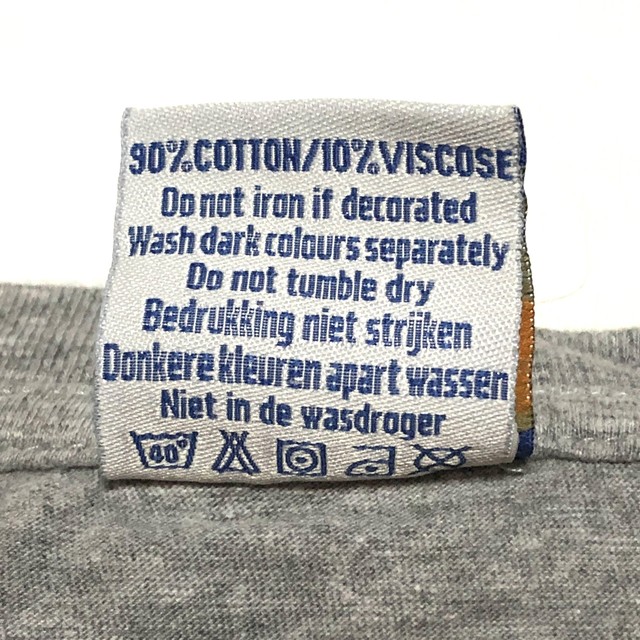 90%COTTON/10%VISCOSE
Do not iron if decorated
Wash dark colours separately
Do not tumble dry
Bedrukking niet strijken
Donkere kleuren apart wassen
Niet in de wasdroger
40°